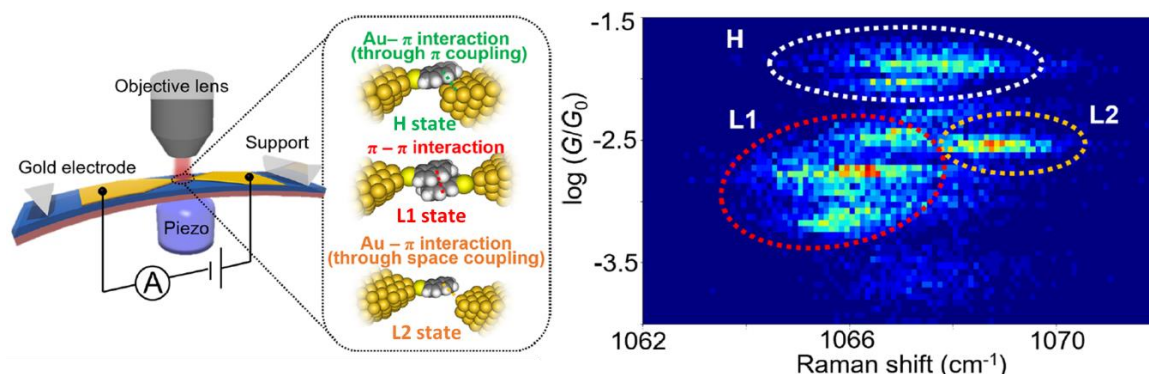 Objective lens
Gold electrode
Support
Piezo
A
Au– π interaction
(through π coupling)
H state
π – π interaction
L1 state
Au – π interaction
(through space coupling)
L2 state
-1.5
-2.5
-3.5
log (G/G₀)
H
L1
L2
1062
1066
1070
Raman shift (cm⁻¹)